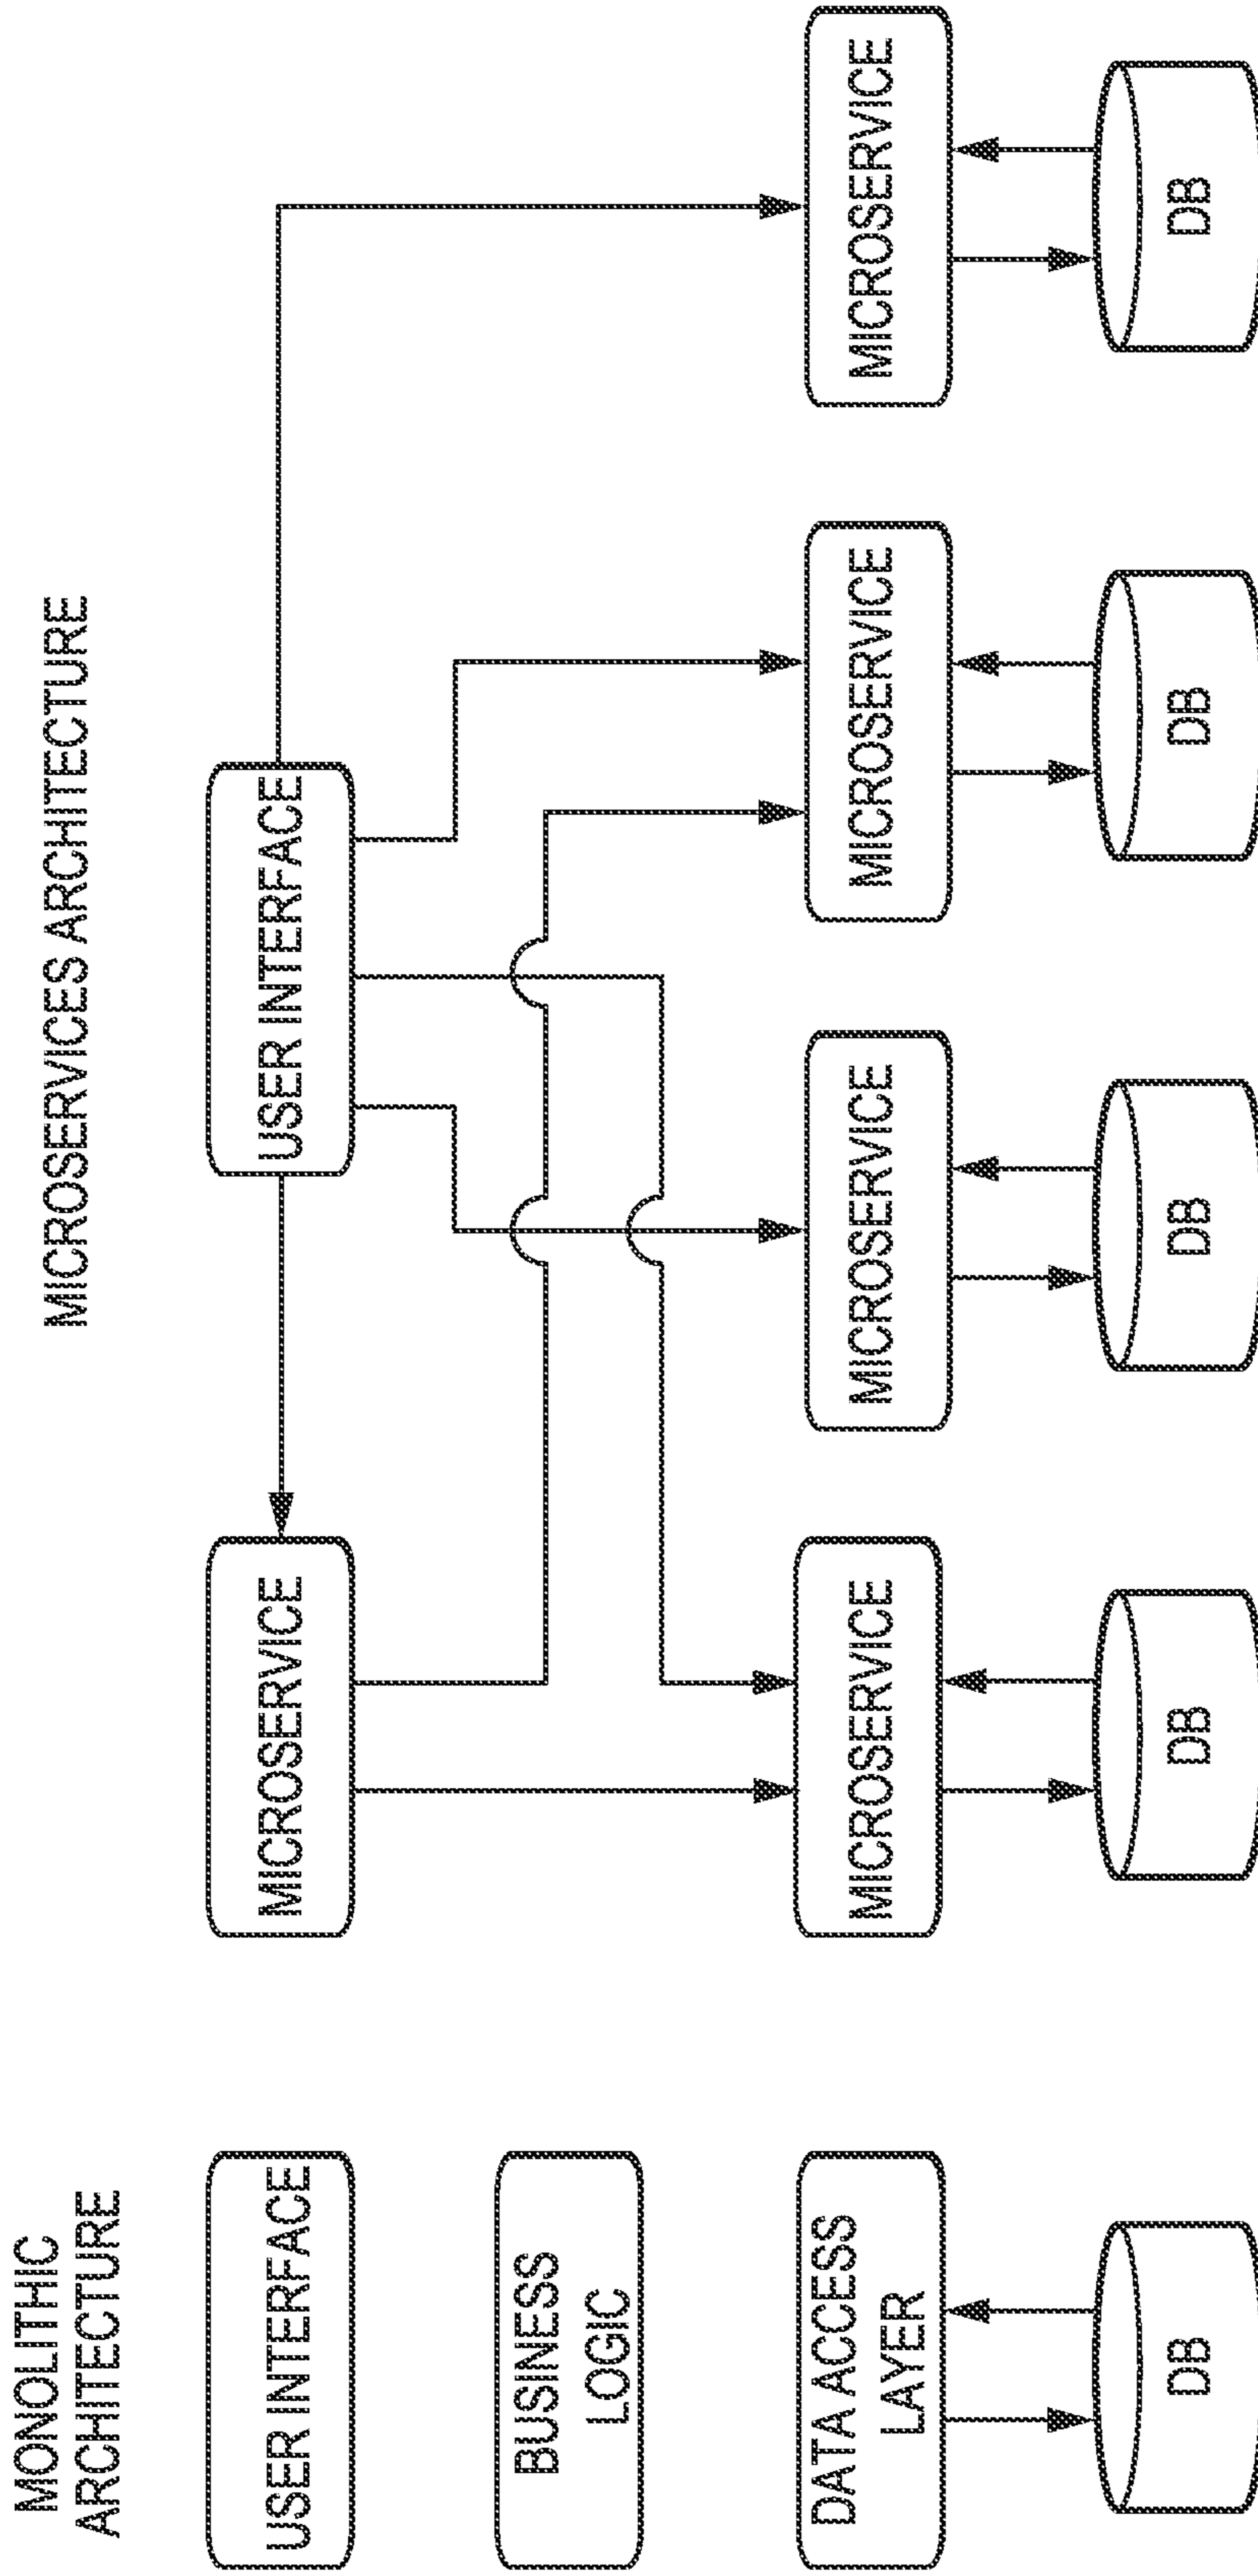 MONOLITHIC
ARCHITECTURE
USER INTERFACE
BUSINESS
LOGIC
DATA ACCESS
LAYER
DB
MICROSERVICES ARCHITECTURE
MICROSERVICE
USER INTERFACE
MICROSERVICE
MICROSERVICE
MICROSERVICE
MICROSERVICE
DB
DB
DB
DB